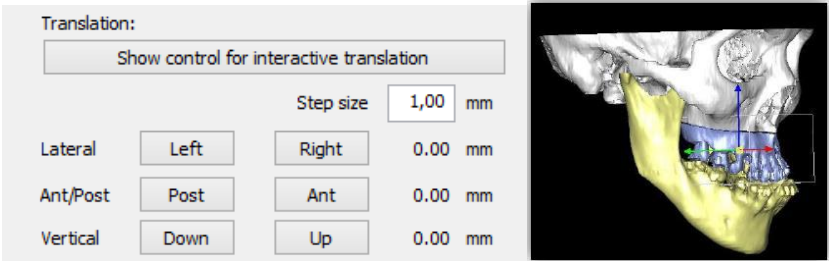 Translation:
Show control for interactive translation
Step size 1,00 mm
Lateral Left Right 0.00 mm
Ant/Post Post Ant 0.00 mm
Vertical Down Up 0.00 mm